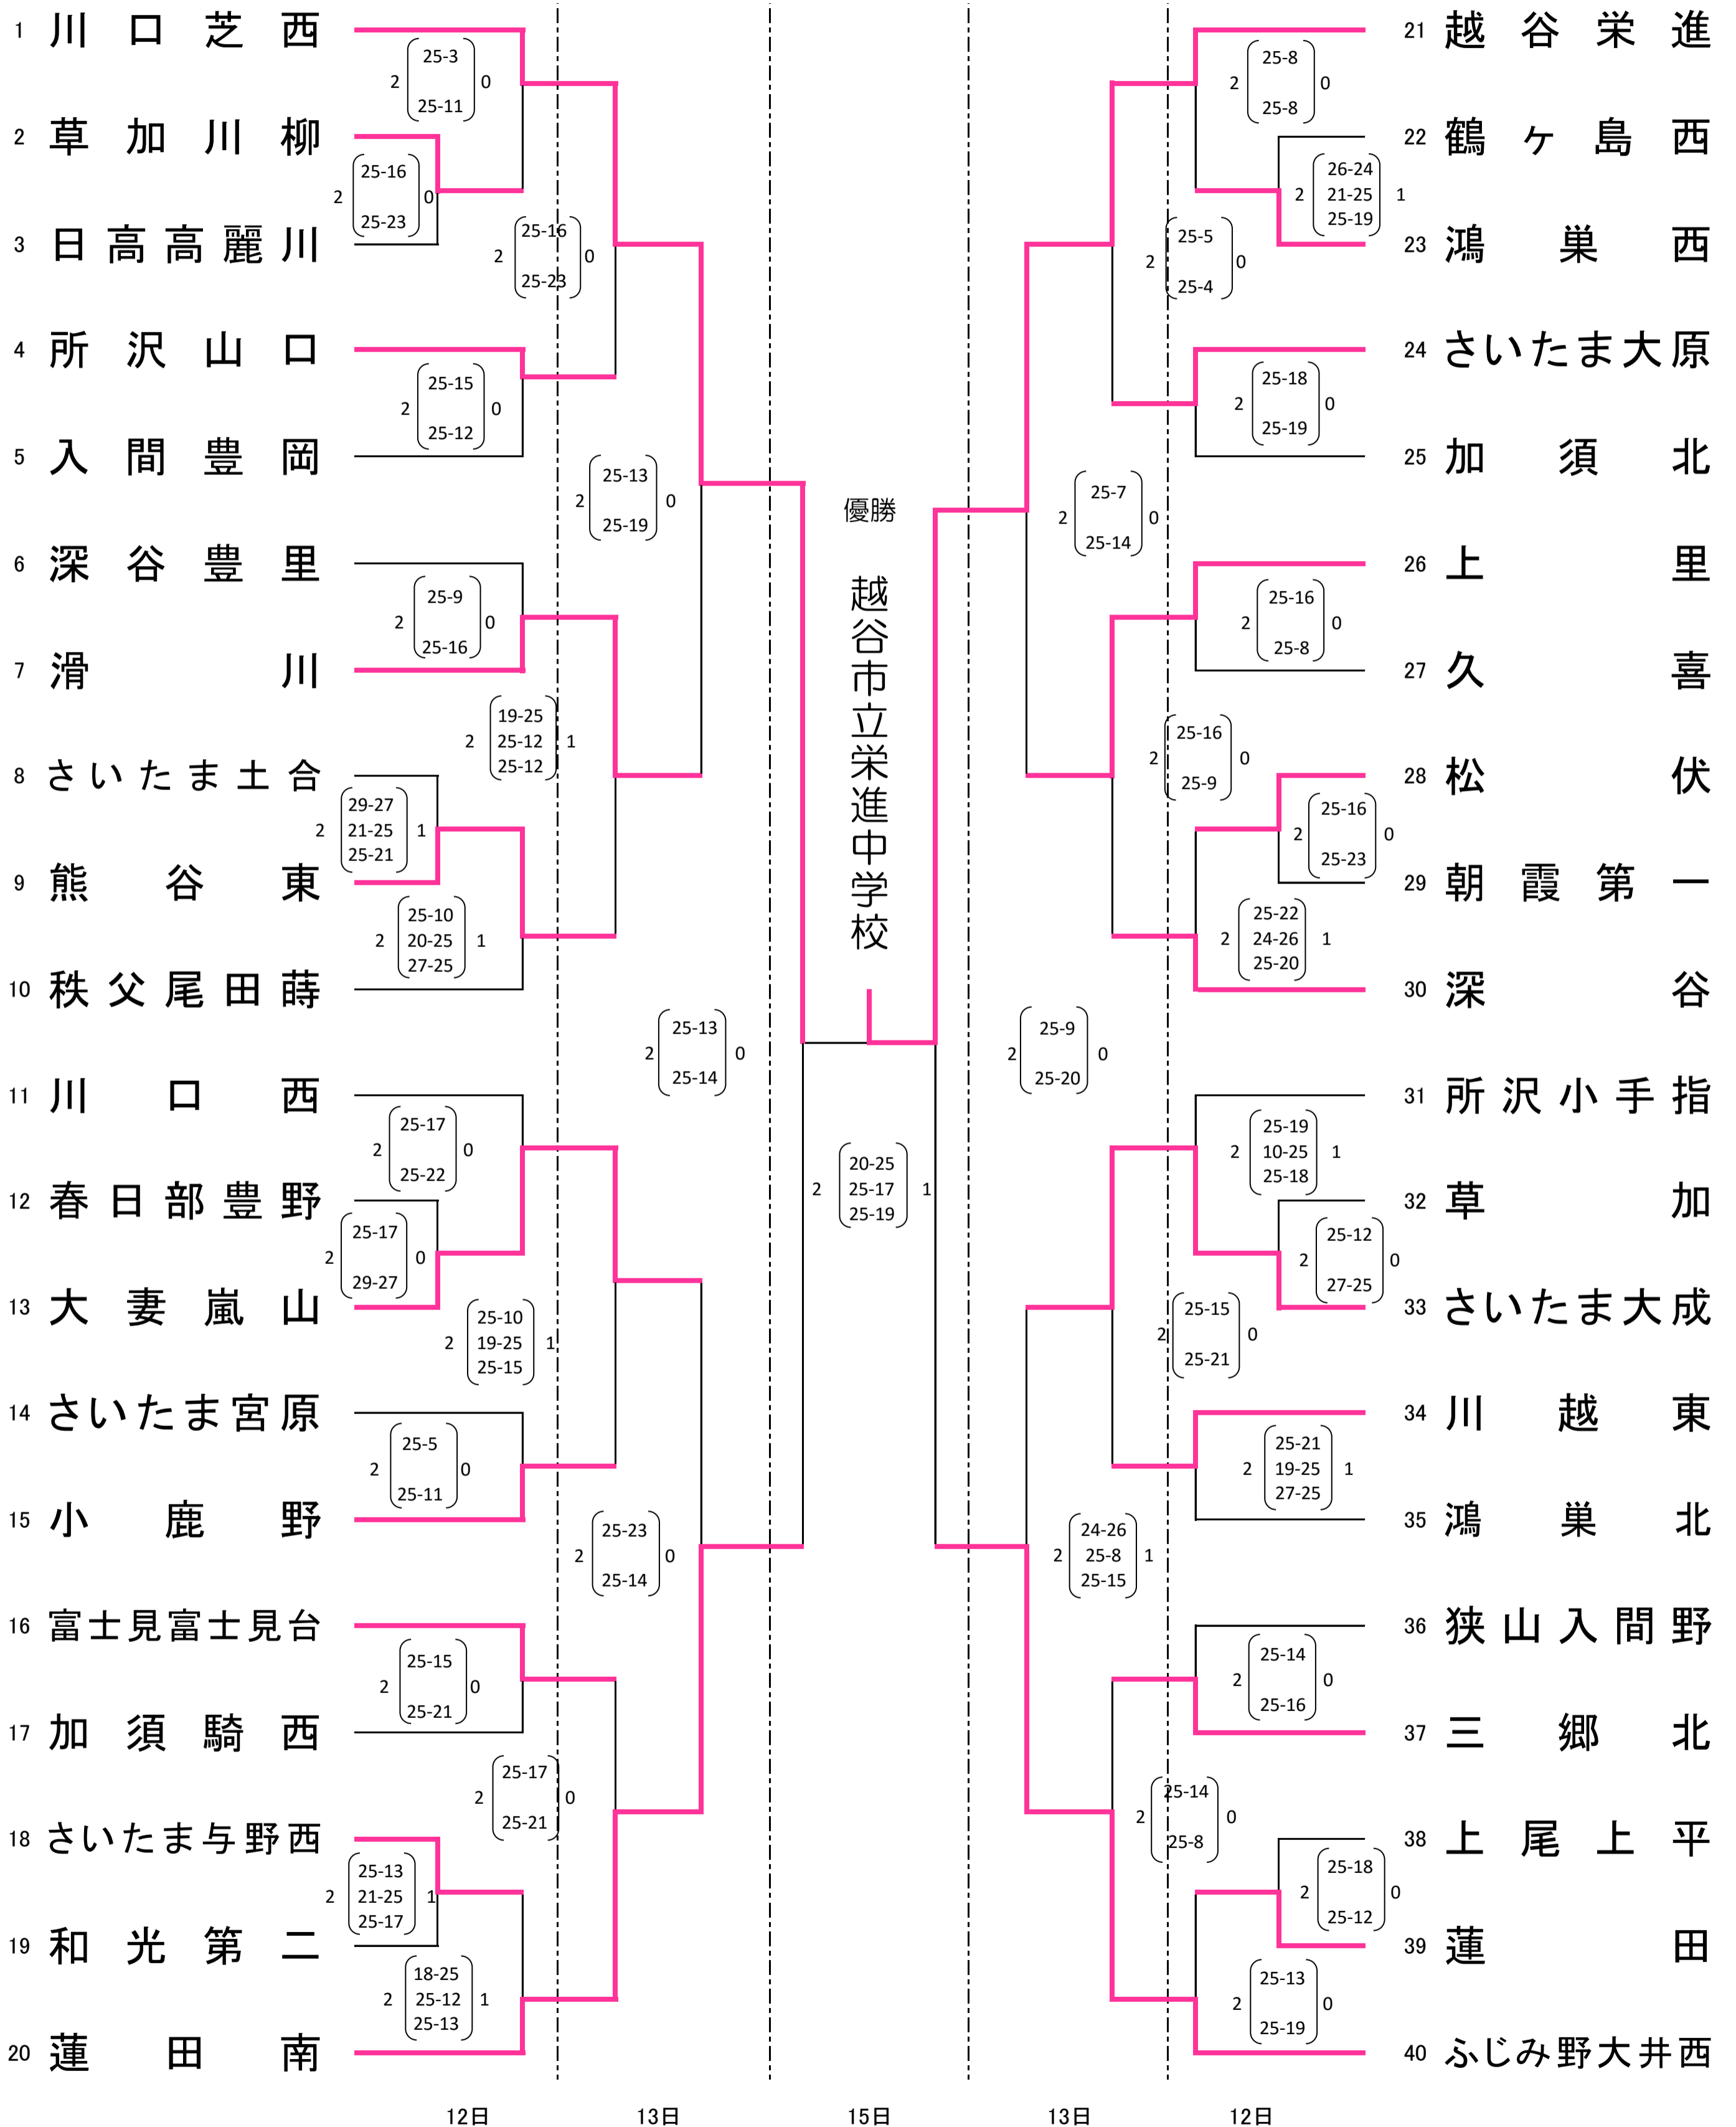 1 川口芝西
25-3
2 0
25-11
2 草加川柳
25-16
2 0
25-23
3 日高高麗川
25-16
2 0
25-23
4 所沢山口
25-15
2 0
25-12
5 入間豊岡
25-13
2 0
25-19
6 深谷豊里
25-9
2 0
25-16
7 滑川
19-25
2 25-12 1
25-12
8 さいたま土合
29-27
2 21-25 1
25-21
9 熊谷東
25-10
2 20-25 1
27-25
10 秩父尾田蒔
25-13
2 0
25-14
11 川口西
25-17
2 0
25-22
12 春日部豊野
25-17
2 0
29-27
13 大妻嵐山
25-10
2 19-25 1
25-15
14 さいたま宮原
25-5
2 0
25-11
15 小鹿野
25-23
2 0
25-14
16 富士見富士見台
25-15
2 0
25-21
17 加須騎西
25-17
2 0
25-21
18 さいたま与野西
25-13
2 21-25 1
25-17
19 和光第二
18-25
2 25-12 1
25-13
20 蓮田南
優勝
越谷市立栄進中学校
20-25
2 25-17 1
25-19
21 越谷栄進
25-8
2 0
25-8
22 鶴ヶ島西
26-24
2 21-25 1
25-19
23 鴻巣西
25-5
2 0
25-4
24 さいたま大原
25-18
2 0
25-19
25 加須北
25-7
2 0
25-14
26 上里
25-16
2 0
25-8
27 久喜
25-16
2 0
25-9
28 松伏
25-16
2 0
25-23
29 朝霞第一
25-22
2 24-26 1
25-20
30 深谷
25-9
2 0
25-20
31 所沢小手指
25-19
2 10-25 1
25-18
32 草加
25-12
2 0
27-25
33 さいたま大成
25-15
2 0
25-21
34 川越東
25-21
2 19-25 1
27-25
35 鴻巣北
24-26
2 25-8 1
25-15
36 狭山入間野
25-14
2 0
25-16
37 三郷北
25-14
2 0
25-8
38 上尾上平
25-18
2 0
25-12
39 蓮田
25-13
2 0
25-19
40 ふじみ野大井西
12日 13日 15日 13日 12日